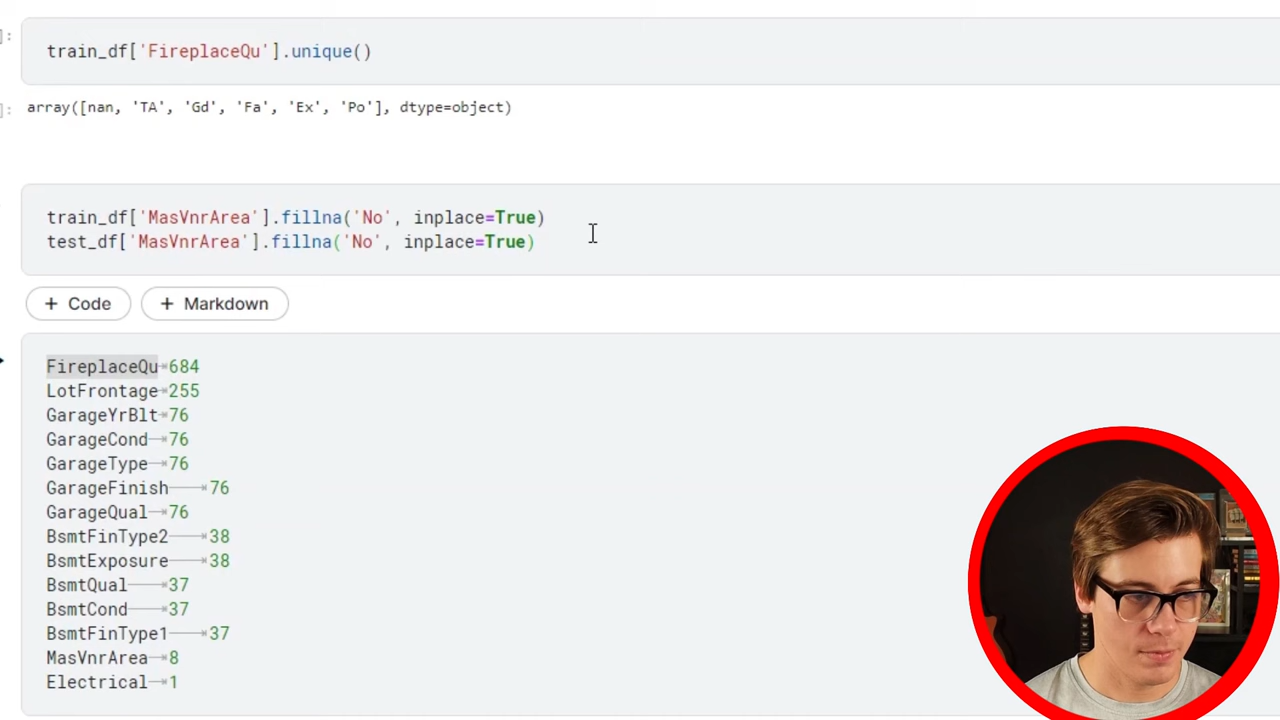 ]:
train_df['FireplaceQu'].unique()
]:
array([nan, 'TA', 'Gd', 'Fa', 'Ex', 'Po'], dtype=object)
train_df['MasVnrArea'].fillna('No', inplace=True)
test_df['MasVnrArea'].fillna('No', inplace=True)
+ Code + Markdown
FireplaceQu 684
LotFrontage 255
GarageYrBlt 76
GarageCond 76
GarageType 76
GarageFinish 76
GarageQual 76
BsmtFinType2 38
BsmtExposure 38
BsmtQual 37
BsmtCond 37
BsmtFinType1 37
MasVnrArea 8
Electrical 1